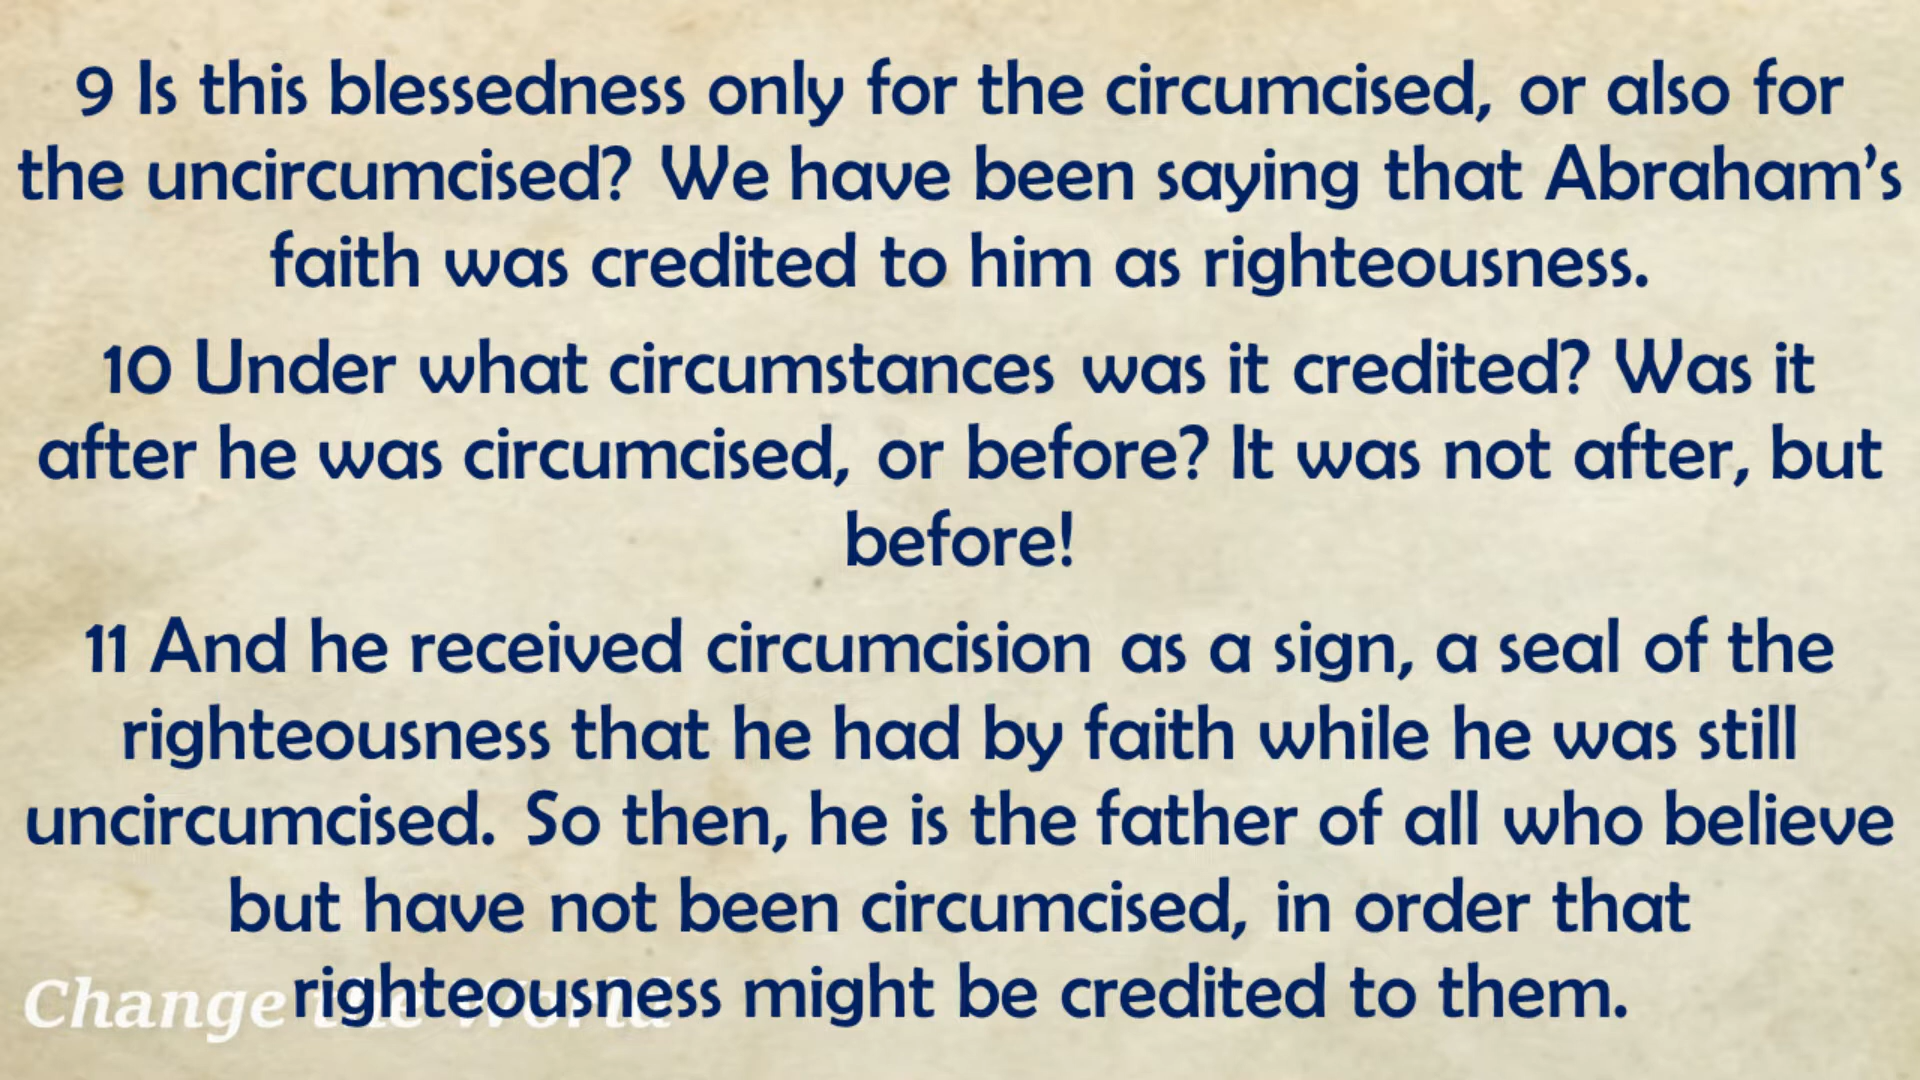 9 Is this blessedness only for the circumcised, or also for
the uncircumcised? We have been saying that Abraham’s
faith was credited to him as righteousness.
10 Under what circumstances was it credited? Was it
after he was circumcised, or before? It was not after, but
before!
11 And he received circumcision as a sign, a seal of the
righteousness that he had by faith while he was still
uncircumcised. So then, he is the father of all who believe
but have not been circumcised, in order that
righteousness might be credited to them.
Change the World